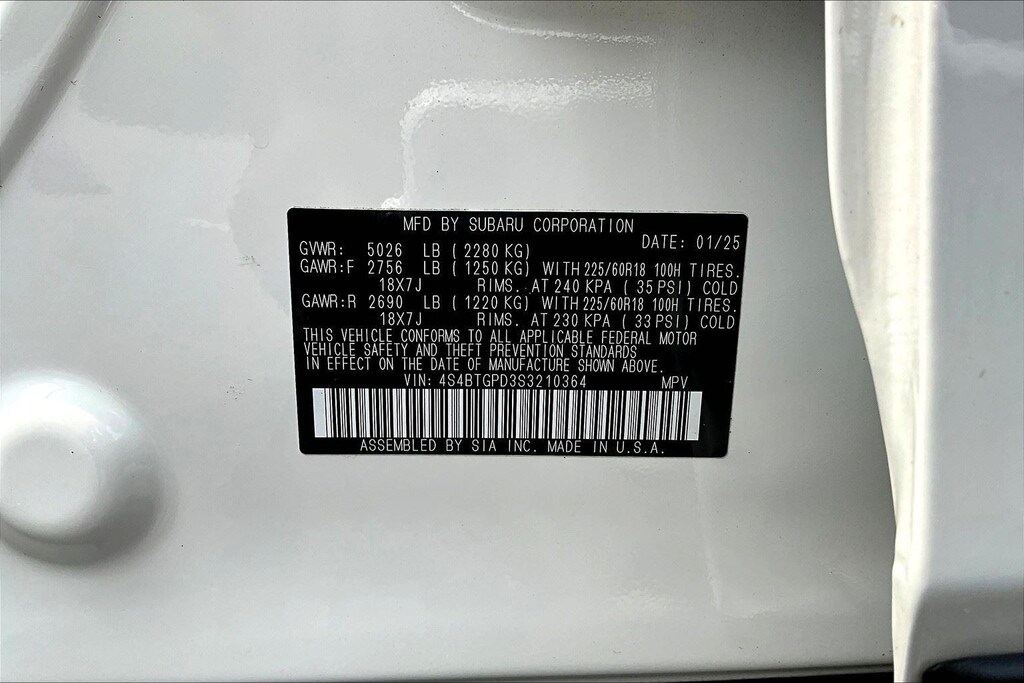 MFD BY SUBARU CORPORATION
DATE: 01/25
GVWR: 5026 LB ( 2280 KG)
GAWR:F 2756 LB ( 1250 KG) WITH 225/60R18 100H TIRES.
18X7J RIMS. AT 240 KPA ( 35 PSI) COLD
GAWR:R 2690 LB ( 1220 KG) WITH 225/60R18 100H TIRES.
18X7J RIMS. AT 230 KPA ( 33 PSI) COLD
THIS VEHICLE CONFORMS TO ALL APPLICABLE FEDERAL MOTOR
VEHICLE SAFETY AND THEFT PREVENTION STANDARDS
IN EFFECT ON THE DATE OF MANUFACTURE SHOWN ABOVE.
VIN: 4S4BTGPD3S3210364 MPV
ASSEMBLED BY SIA INC. MADE IN U.S.A.